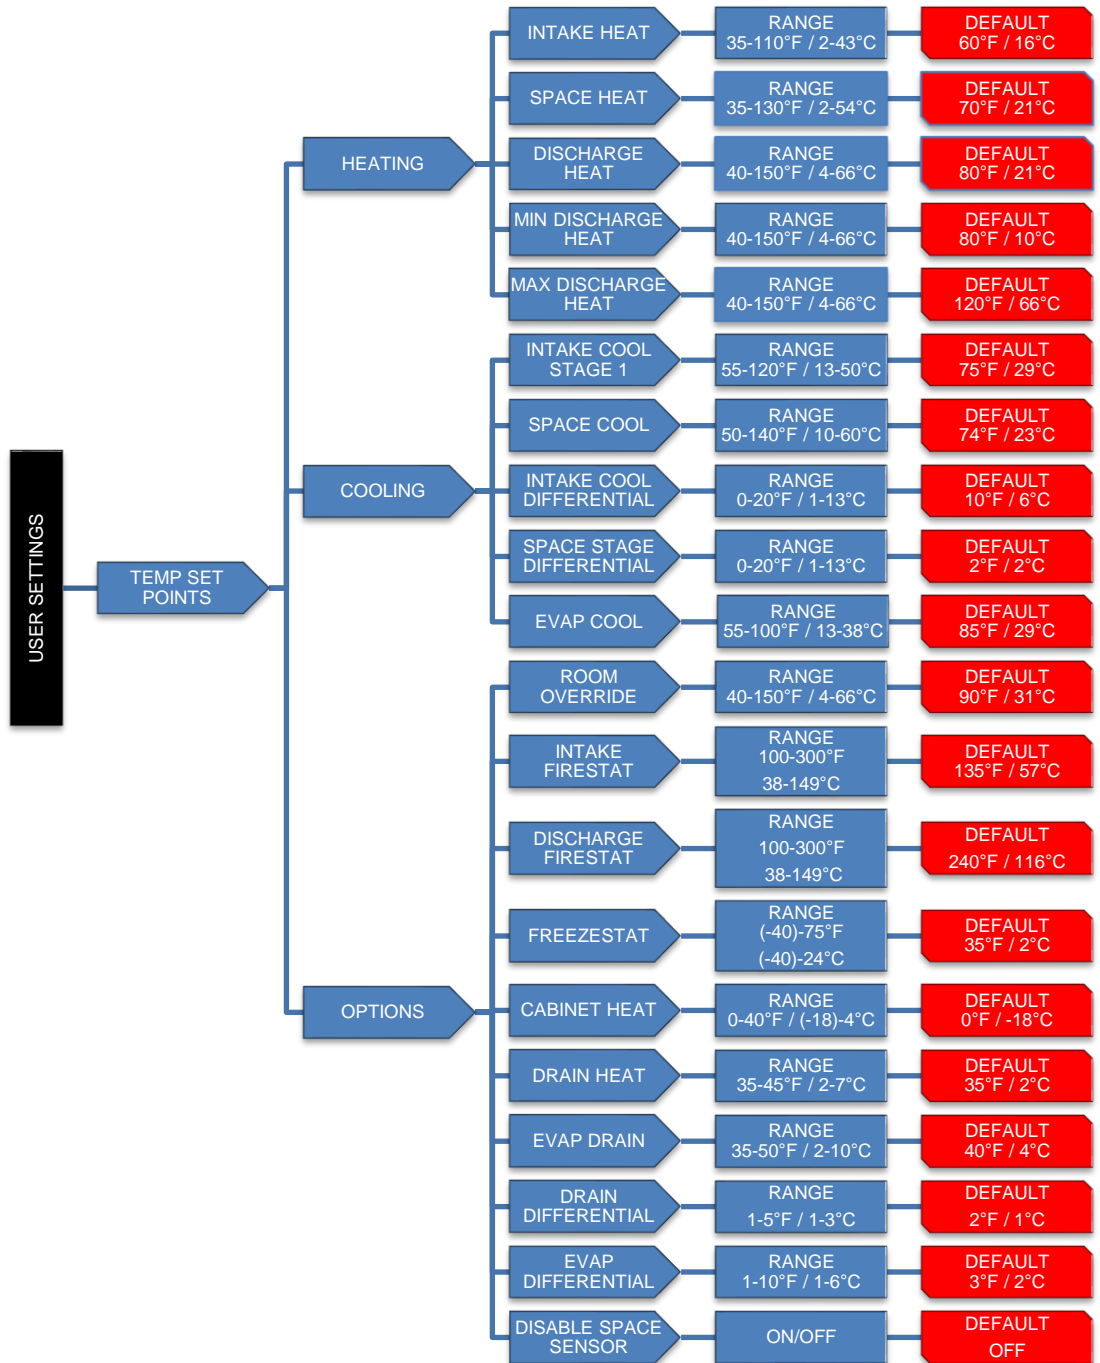 USER SETTINGS
TEMP SET
POINTS
HEATING
INTAKE HEAT
RANGE
35-110°F / 2-43°C
DEFAULT
60°F / 16°C
SPACE HEAT
RANGE
35-130°F / 2-54°C
DEFAULT
70°F / 21°C
DISCHARGE
HEAT
RANGE
40-150°F / 4-66°C
DEFAULT
80°F / 21°C
MIN DISCHARGE
HEAT
RANGE
40-150°F / 4-66°C
DEFAULT
80°F / 10°C
MAX DISCHARGE
HEAT
RANGE
40-150°F / 4-66°C
DEFAULT
120°F / 66°C
COOLING
INTAKE COOL
STAGE 1
RANGE
55-120°F / 13-50°C
DEFAULT
75°F / 29°C
SPACE COOL
RANGE
50-140°F / 10-60°C
DEFAULT
74°F / 23°C
INTAKE COOL
DIFFERENTIAL
RANGE
0-20°F / 1-13°C
DEFAULT
10°F / 6°C
SPACE STAGE
DIFFERENTIAL
RANGE
0-20°F / 1-13°C
DEFAULT
2°F / 2°C
EVAP COOL
RANGE
55-100°F / 13-38°C
DEFAULT
85°F / 29°C
OPTIONS
ROOM
OVERRIDE
RANGE
40-150°F / 4-66°C
DEFAULT
90°F / 31°C
INTAKE
FIRESTAT
RANGE
100-300°F
38-149°C
DEFAULT
135°F / 57°C
DISCHARGE
FIRESTAT
RANGE
100-300°F
38-149°C
DEFAULT
240°F / 116°C
FREEZESTAT
RANGE
(-40)-75°F
(-40)-24°C
DEFAULT
35°F / 2°C
CABINET HEAT
RANGE
0-40°F / (-18)-4°C
DEFAULT
0°F / -18°C
DRAIN HEAT
RANGE
35-45°F / 2-7°C
DEFAULT
35°F / 2°C
EVAP DRAIN
RANGE
35-50°F / 2-10°C
DEFAULT
40°F / 4°C
DRAIN
DIFFERENTIAL
RANGE
1-5°F / 1-3°C
DEFAULT
2°F / 1°C
EVAP
DIFFERENTIAL
RANGE
1-10°F / 1-6°C
DEFAULT
3°F / 2°C
DISABLE SPACE
SENSOR
ON/OFF
DEFAULT
OFF